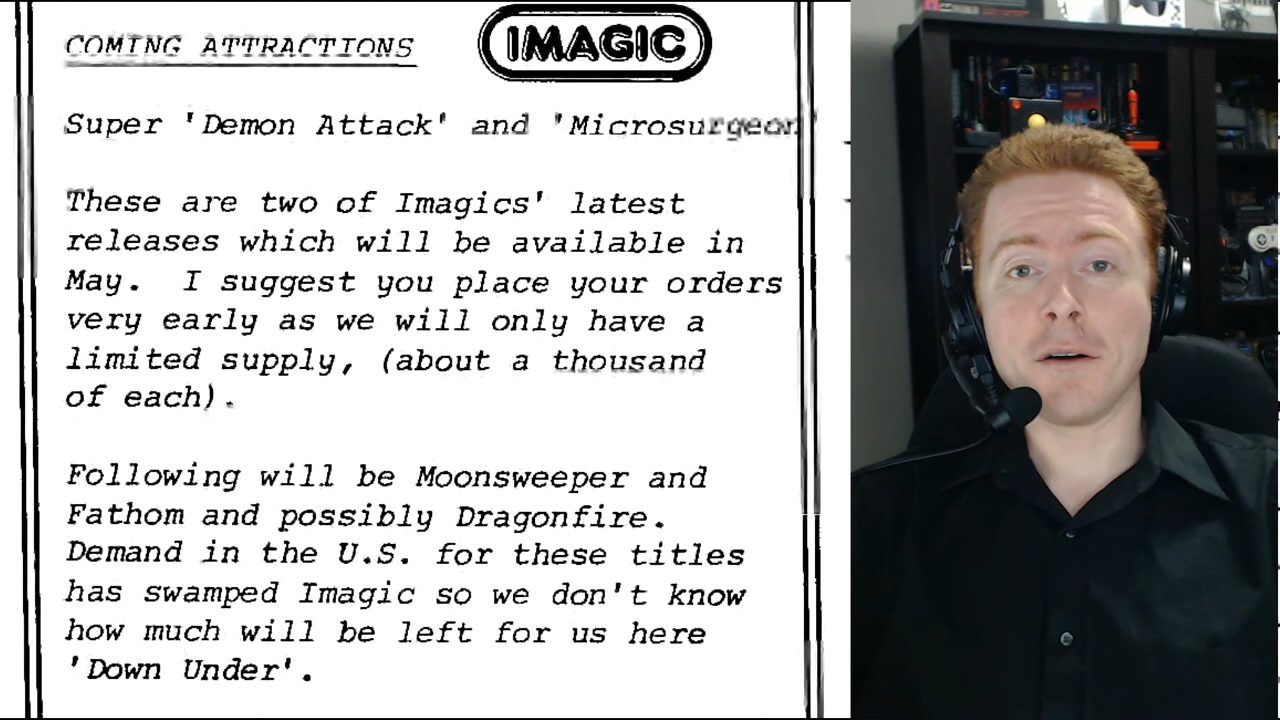 COMING ATTRACTIONS
IMAGIC
Super 'Demon Attack' and 'Microsurgeon'
These are two of Imagics' latest
releases which will be available in
May. I suggest you place your orders
very early as we will only have a
limited supply, (about a thousand
of each).
Following will be Moonsweeper and
Fathom and possibly Dragonfire.
Demand in the U.S. for these titles
has swamped Imagic so we don't know
how much will be left for us here
'Down Under'.